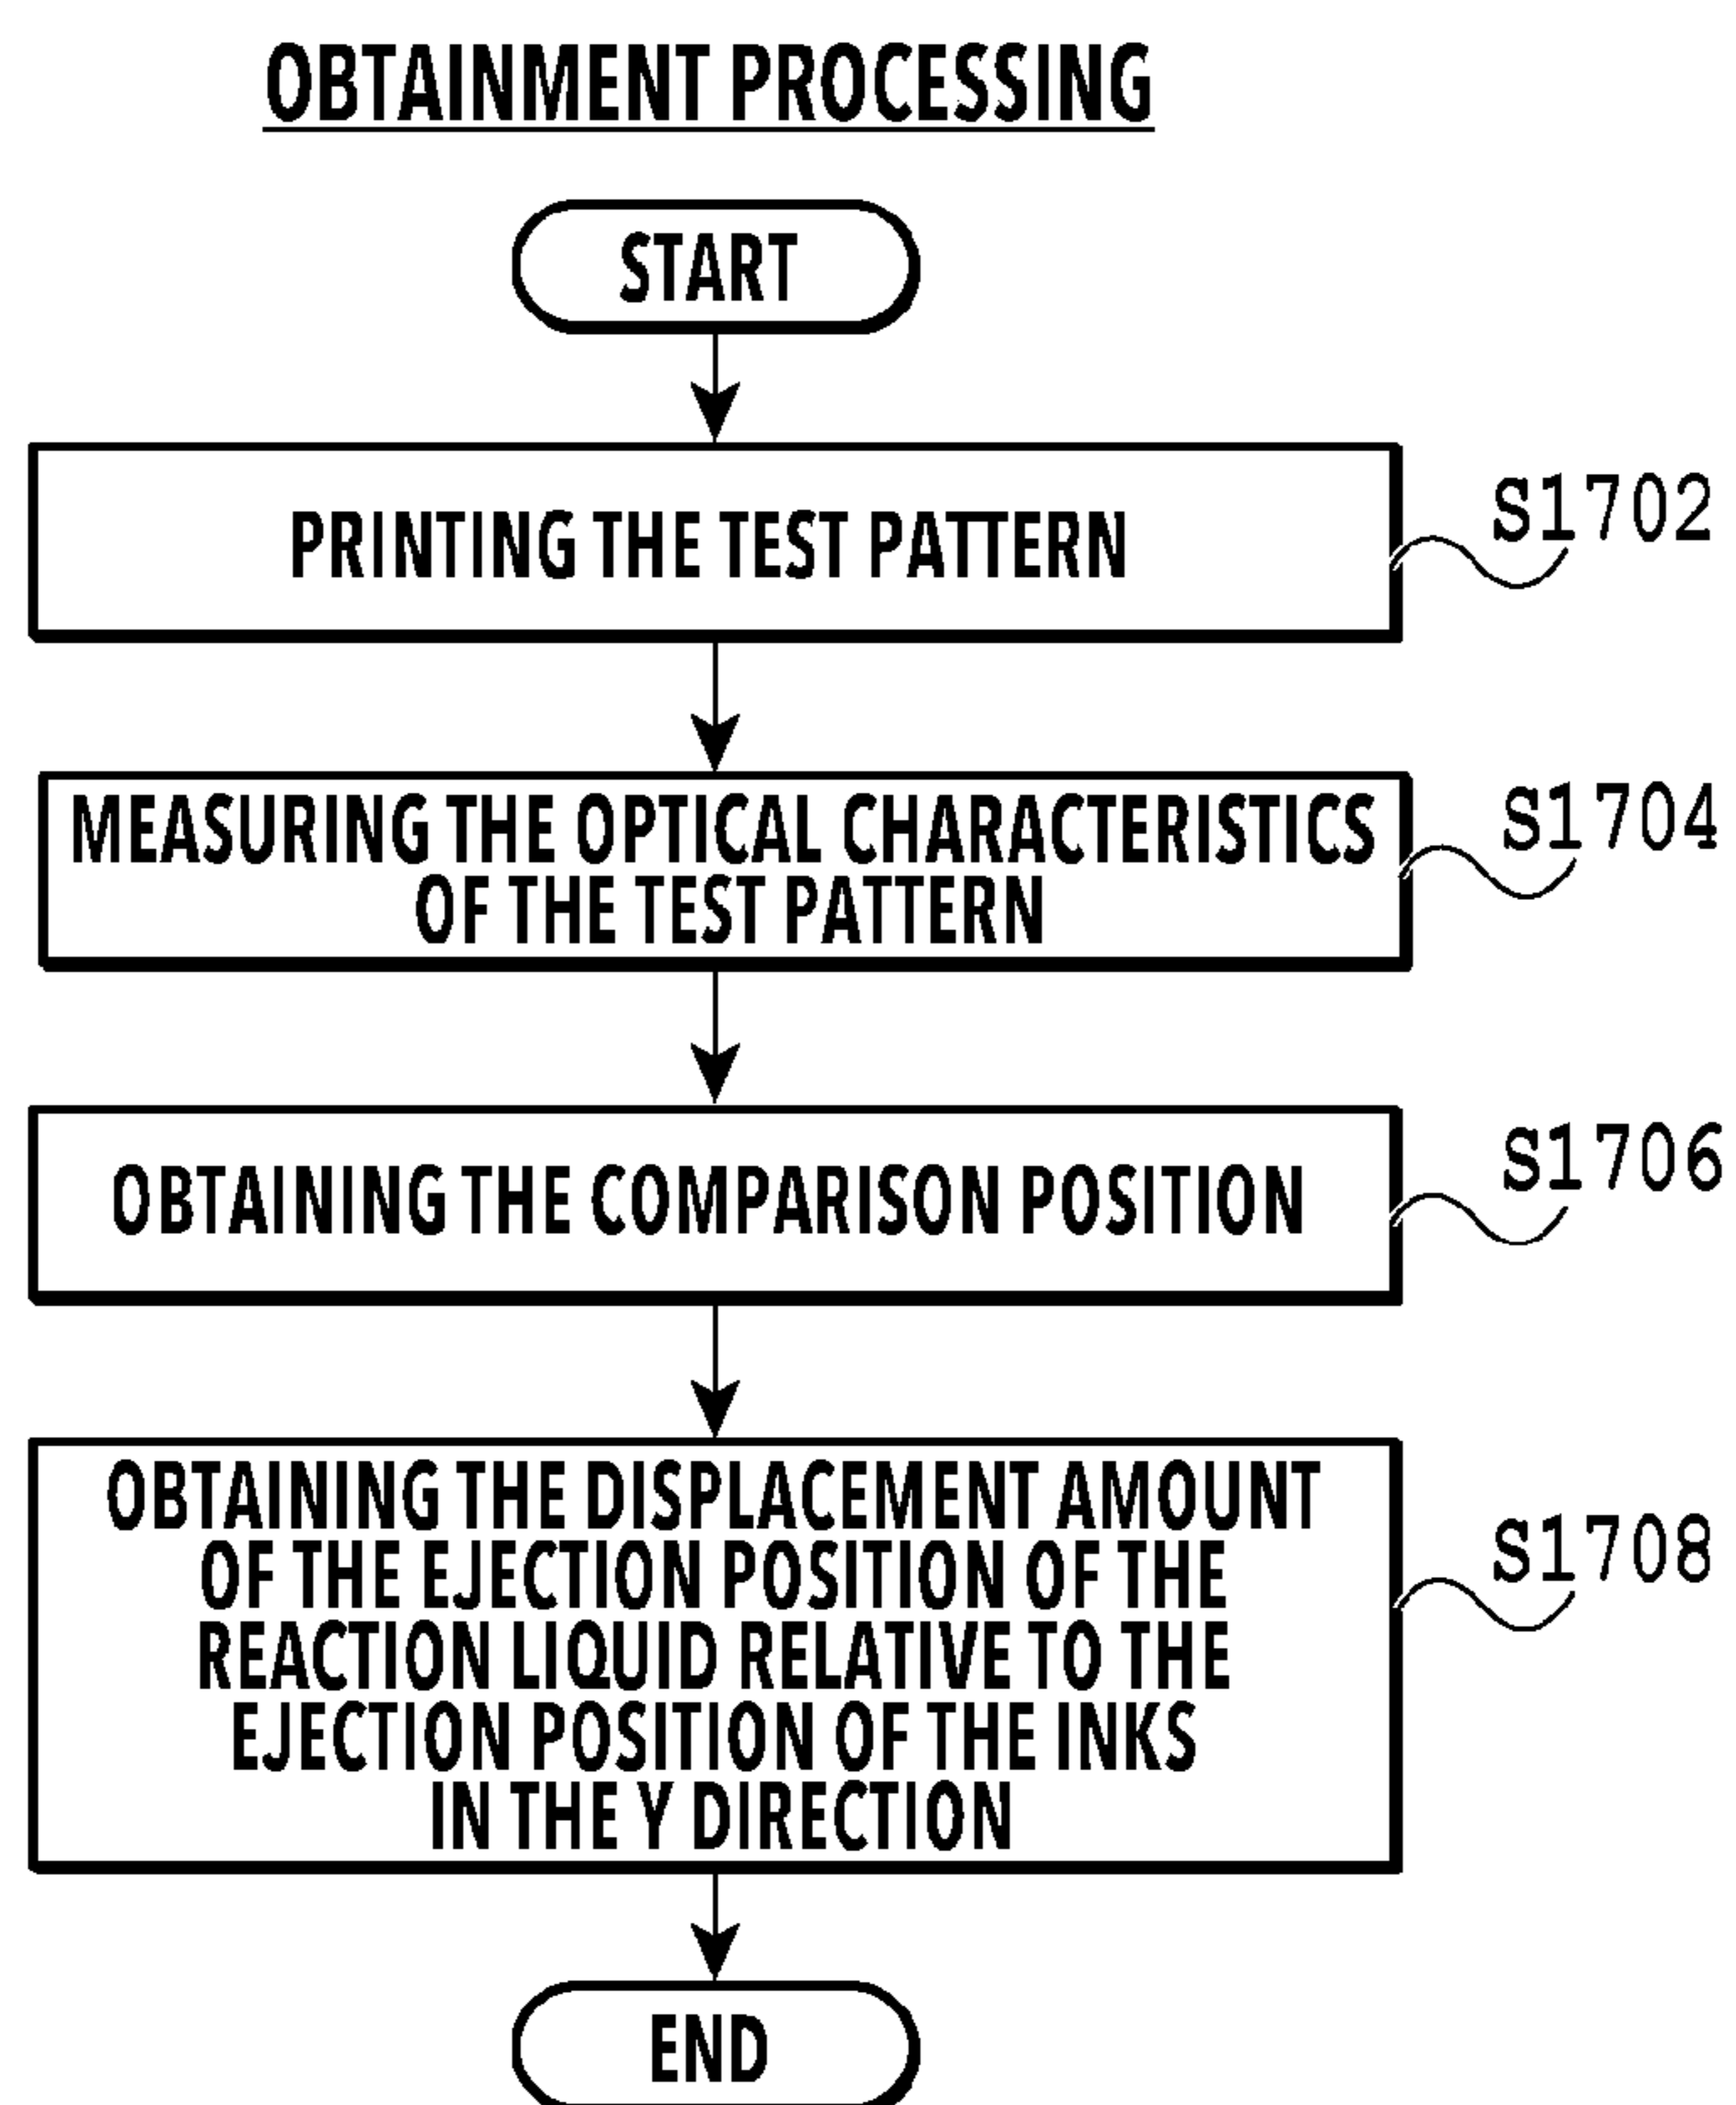 OBTAINMENT PROCESSING
START
PRINTING THE TEST PATTERN
S1702
MEASURING THE OPTICAL CHARACTERISTICS
OF THE TEST PATTERN
S1704
OBTAINING THE COMPARISON POSITION
S1706
OBTAINING THE DISPLACEMENT AMOUNT
OF THE EJECTION POSITION OF THE
REACTION LIQUID RELATIVE TO THE
EJECTION POSITION OF THE INKS
IN THE Y DIRECTION
S1708
END